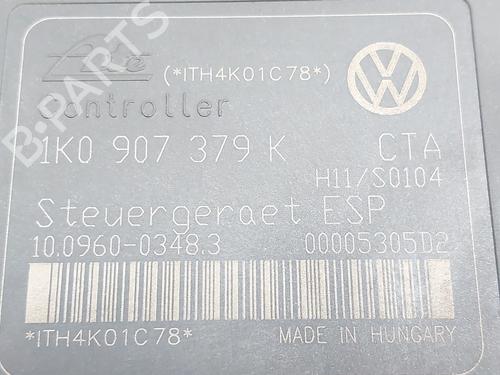 Ate (*ITH4K01C78*)
Controller
1K0 907 379 K CTA
H11/S0104
Steuergeraet ESP
10.0960-0348.3 00005305D2
*ITH4K01C78* MADE IN HUNGARY
B-PARTS